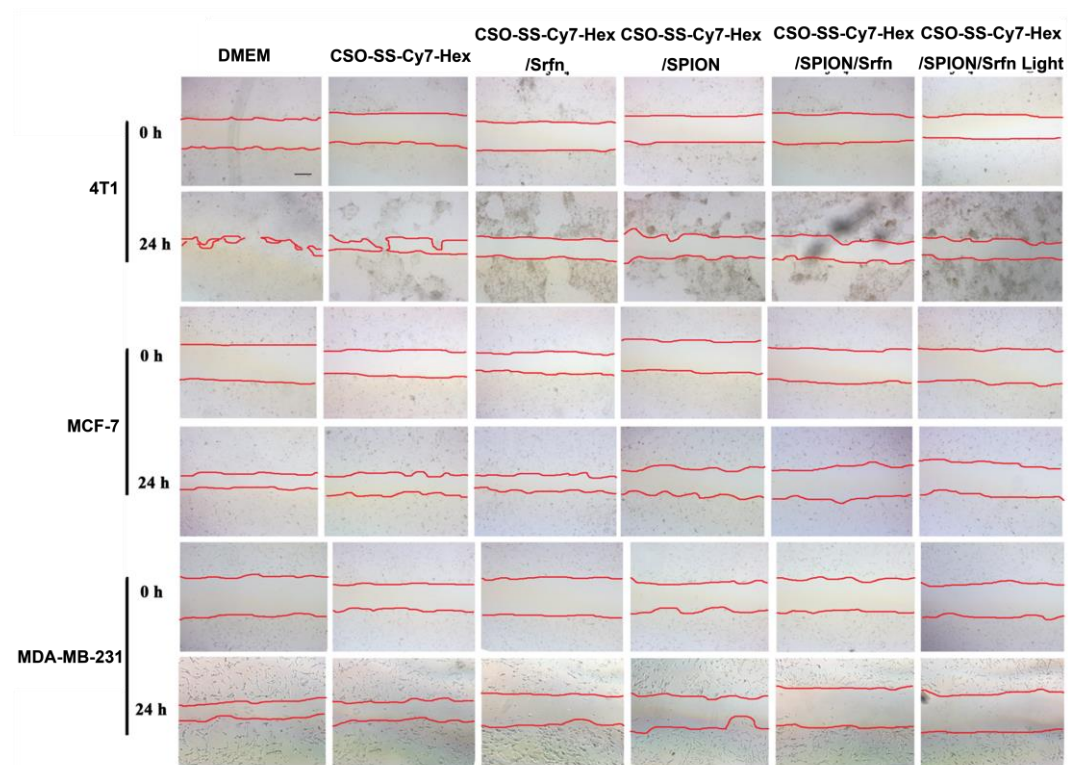 DMEM
CSO-SS-Cy7-Hex
CSO-SS-Cy7-Hex
/Srfn
CSO-SS-Cy7-Hex
/SPION
CSO-SS-Cy7-Hex
/SPION/Srfn
CSO-SS-Cy7-Hex
/SPION/Srfn Light
4T1
0 h
24 h
MCF-7
0 h
24 h
MDA-MB-231
0 h
24 h